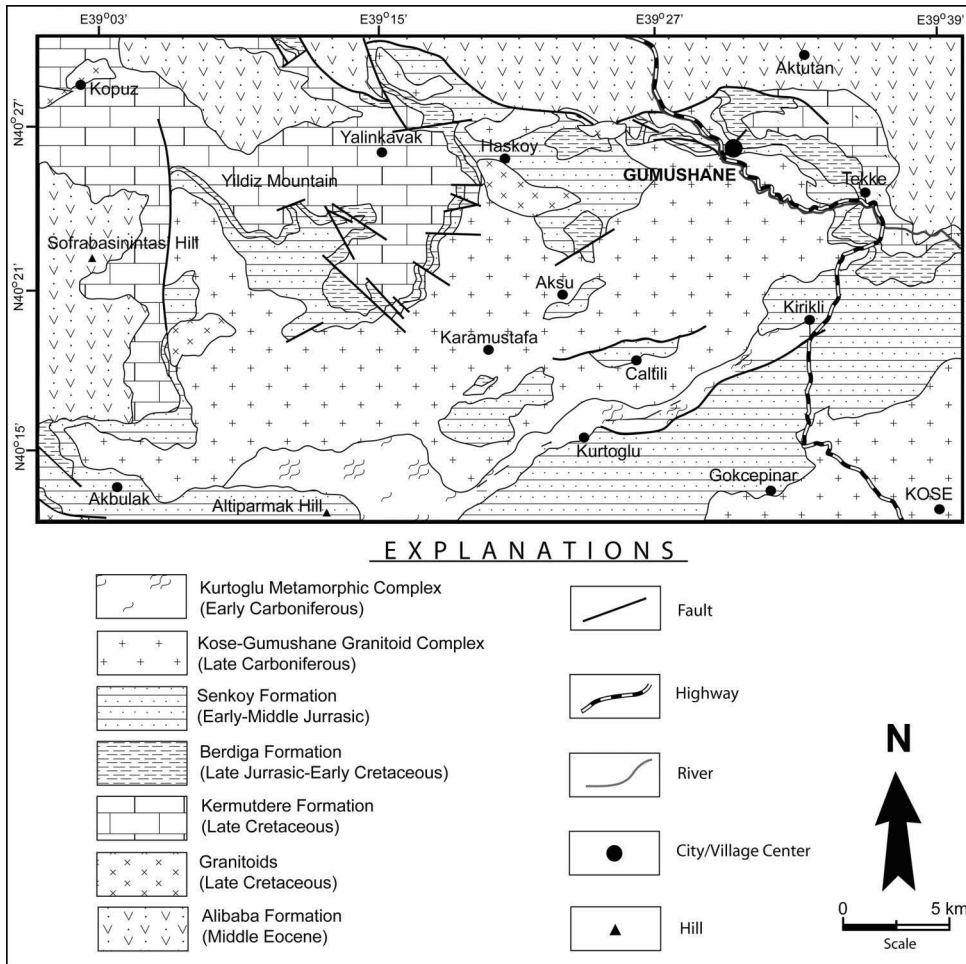 E39°03'
E39°15'
E39°27'
E39°39'
N40°27'
N40°21'
N40°15'
Aktutan
Kopuz
Yalinkavak
Haskoy
GUMUSHANE
Yildiz Mountain
Tekke
Sofrabasinintasi Hill
Aksu
Kirikli
Karamustafa
Caltili
Kurtoglu
Gokcepinar
Akbulak
Altiparmak Hill
KOSE
EXPLANATIONS
Kurtoglu Metamorphic Complex
(Early Carboniferous)
Kose-Gumushane Granitoid Complex
(Late Carboniferous)
Senkoy Formation
(Early-Middle Jurrasic)
Berdiga Formation
(Late Jurrasic-Early Cretaceous)
Kermutdere Formation
(Late Cretaceous)
Granitoids
(Late Cretaceous)
Alibaba Formation
(Middle Eocene)
Fault
Highway
River
City/Village Center
Hill
N
0 5 km
Scale